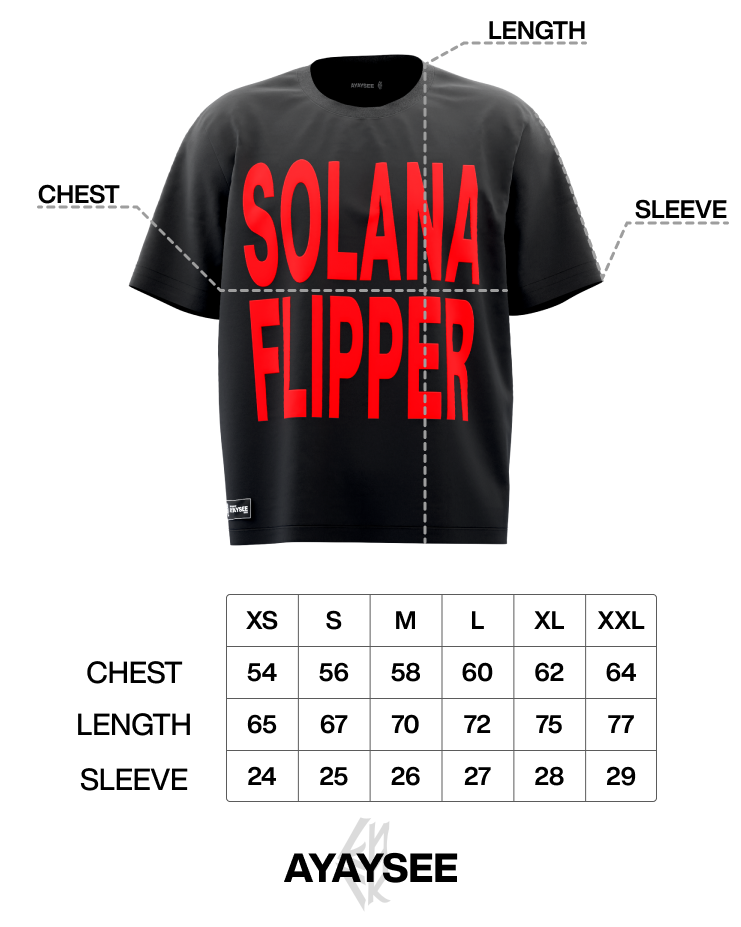 LENGTH
AYAYSEE
CHEST
SLEEVE
SOLANA
FLIPPER
AYAYSEE
XS S M L XL XXL
CHEST 54 56 58 60 62 64
LENGTH 65 67 70 72 75 77
SLEEVE 24 25 26 27 28 29
AYAYSEE